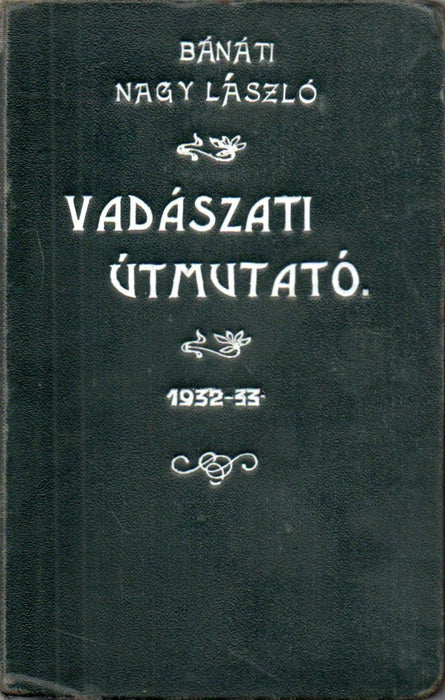 BÁNÁTI
NAGY LÁSZLÓ
VADÁSZATI
ÚTMUTATÓ.
1932-33-